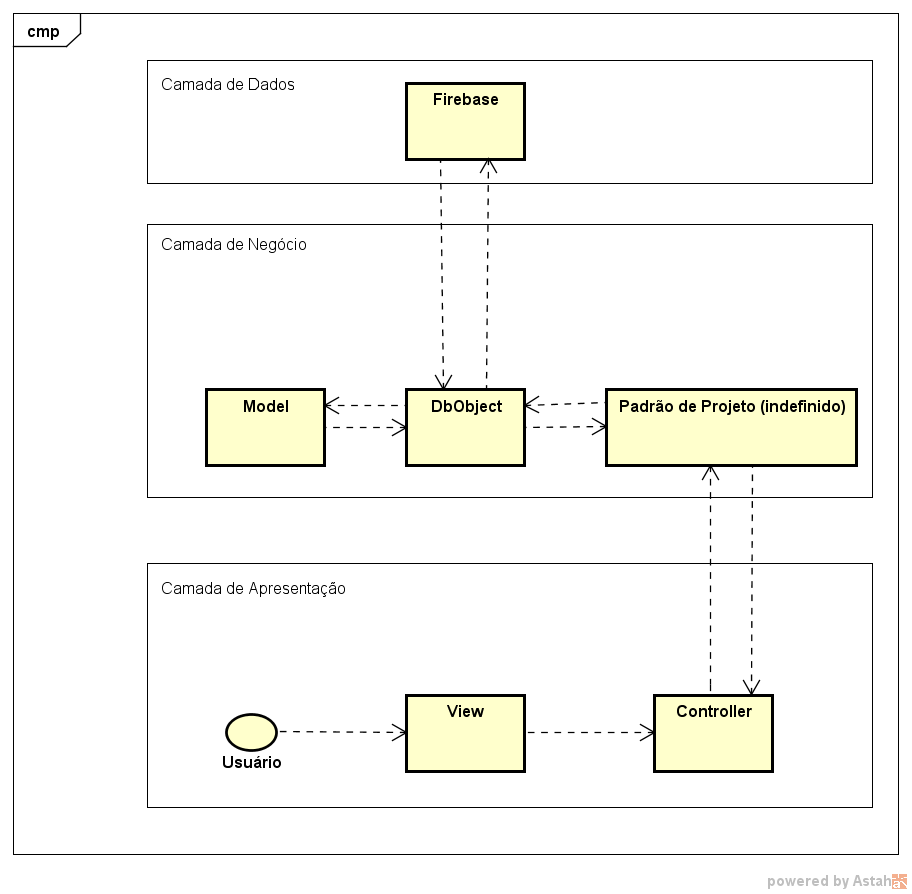 cmp
Camada de Dados
Firebase
Camada de Negócio
Model
DbObject
Padrão de Projeto (indefinido)
Camada de Apresentação
View
Controller
Usuário
powered by Astah